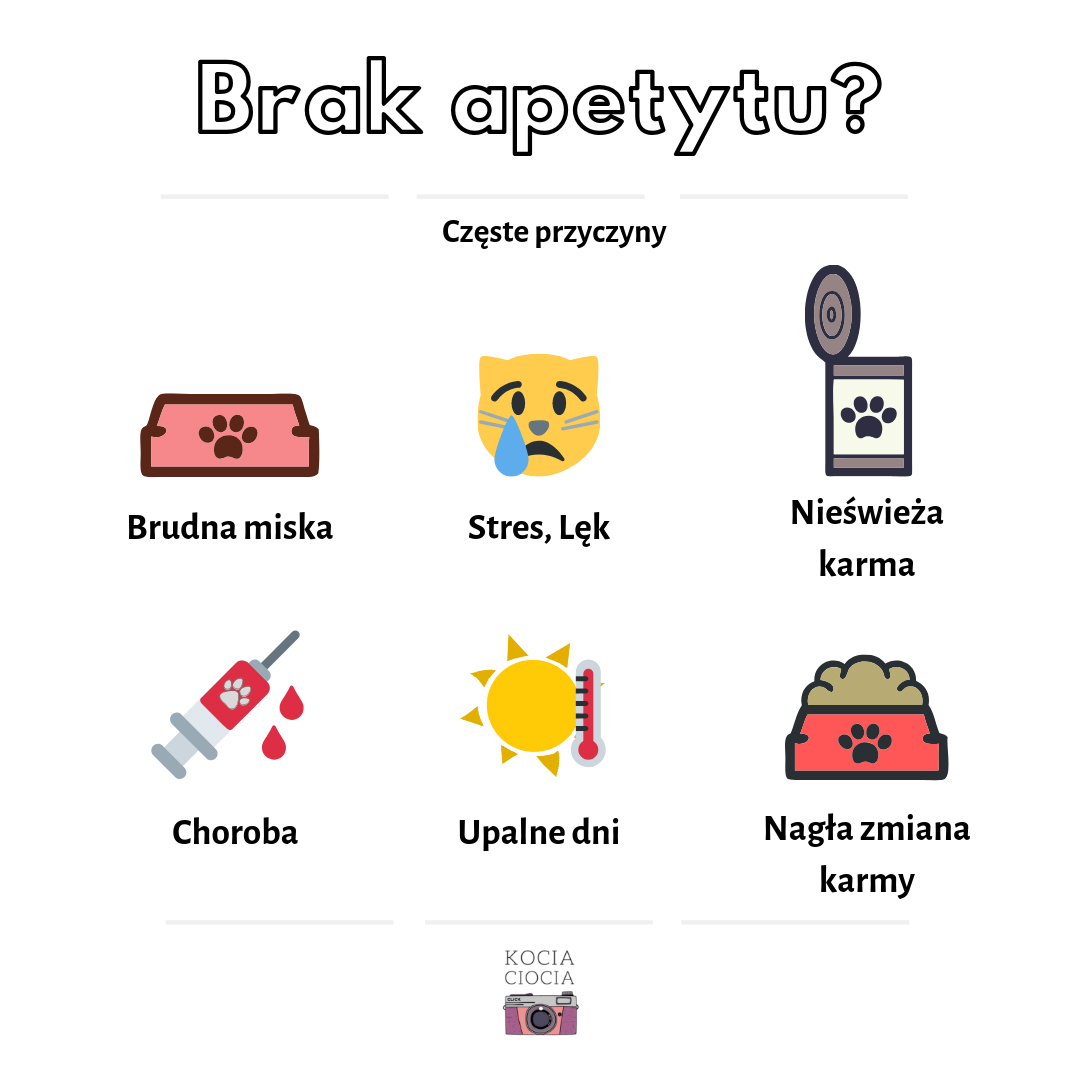 Brak apetytu?
Częste przyczyny
Brudna miska
Stres, Lęk
Nieświeża
karma
Choroba
Upalne dni
Nagła zmiana
karmy
KOCIA
CIOCIA
CLICK